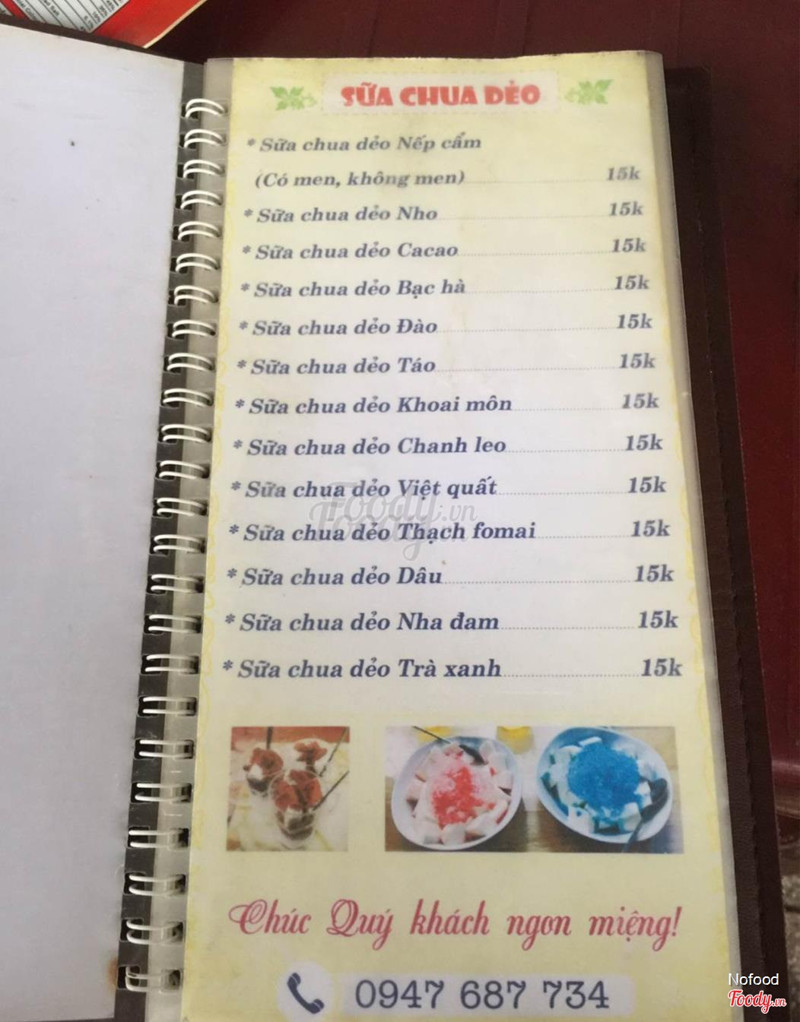 SỮA CHUA DẺO
* Sữa chua dẻo Nếp cẩm
(Có men, không men) 15k
* Sữa chua dẻo Nho 15k
* Sữa chua dẻo Cacao 15k
* Sữa chua dẻo Bạc hà 15k
* Sữa chua dẻo Đào 15k
* Sữa chua dẻo Táo 15k
* Sữa chua dẻo Khoai môn 15k
* Sữa chua dẻo Chanh leo 15k
* Sữa chua dẻo Việt quất 15k
Foody.vn
* Sữa chua dẻo Thạch fomai 15k
* Sữa chua dẻo Dâu 15k
* Sữa chua dẻo Nha đam 15k
* Sữa chua dẻo Trà xanh 15k
Chúc Quý khách ngon miệng!
0947 687 734
Nofood
Foody.vn